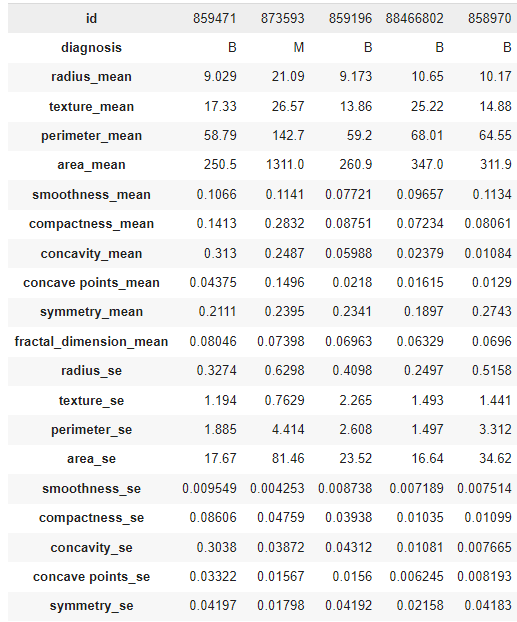 id 859471 873593 859196 88466802 858970
diagnosis B M B B B
radius_mean 9.029 21.09 9.173 10.65 10.17
texture_mean 17.33 26.57 13.86 25.22 14.88
perimeter_mean 58.79 142.7 59.2 68.01 64.55
area_mean 250.5 1311.0 260.9 347.0 311.9
smoothness_mean 0.1066 0.1141 0.07721 0.09657 0.1134
compactness_mean 0.1413 0.2832 0.08751 0.07234 0.08061
concavity_mean 0.313 0.2487 0.05988 0.02379 0.01084
concave points_mean 0.04375 0.1496 0.0218 0.01615 0.0129
symmetry_mean 0.2111 0.2395 0.2341 0.1897 0.2743
fractal_dimension_mean 0.08046 0.07398 0.06963 0.06329 0.0696
radius_se 0.3274 0.6298 0.4098 0.2497 0.5158
texture_se 1.194 0.7629 2.265 1.493 1.441
perimeter_se 1.885 4.414 2.608 1.497 3.312
area_se 17.67 81.46 23.52 16.64 34.62
smoothness_se 0.009549 0.004253 0.008738 0.007189 0.007514
compactness_se 0.08606 0.04759 0.03938 0.01035 0.01099
concavity_se 0.3038 0.03872 0.04312 0.01081 0.007665
concave points_se 0.03322 0.01567 0.0156 0.006245 0.008193
symmetry_se 0.04197 0.01798 0.04192 0.02158 0.04183